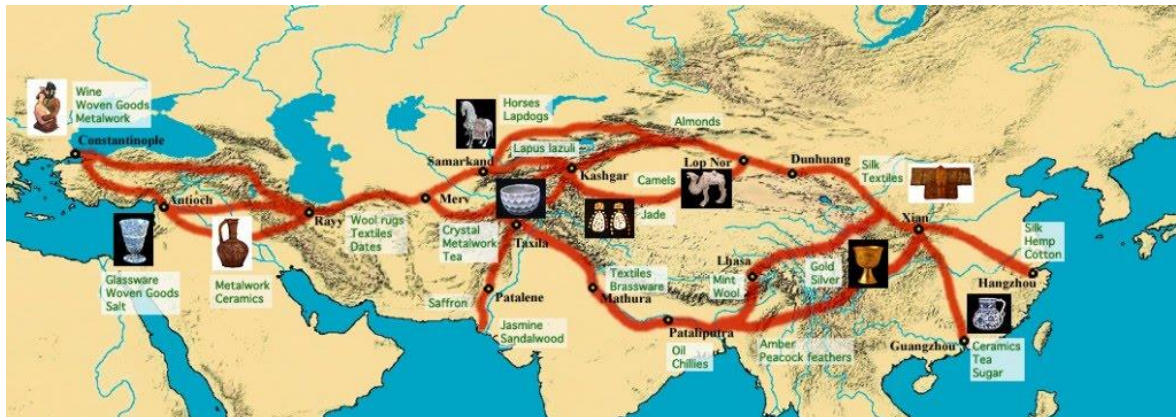 Wine
Woven Goods
Metalwork
Constantinople
Antioch
Glassware
Woven Goods
Salt
Metalwork
Ceramics
Rayy
Wool rugs
Textiles
Dates
Merv
Samarkand
Horses
Lapdogs
Lapus lazuli
Kashgar
Almonds
Camels
Lop Nor
Dunhuang
Jade
Crystal
Metalwork
Tea
Taxila
Saffron
Patalene
Jasmine
Sandalwood
Textiles
Brassware
Mathura
Pataliputra
Oil
Chillies
Lhasa
Mint
Wool
Gold
Silver
Amber
Peacock feathers
Silk
Textiles
Xian
Silk
Hemp
Cotton
Hangzhou
Guangzhou
Ceramics
Tea
Sugar